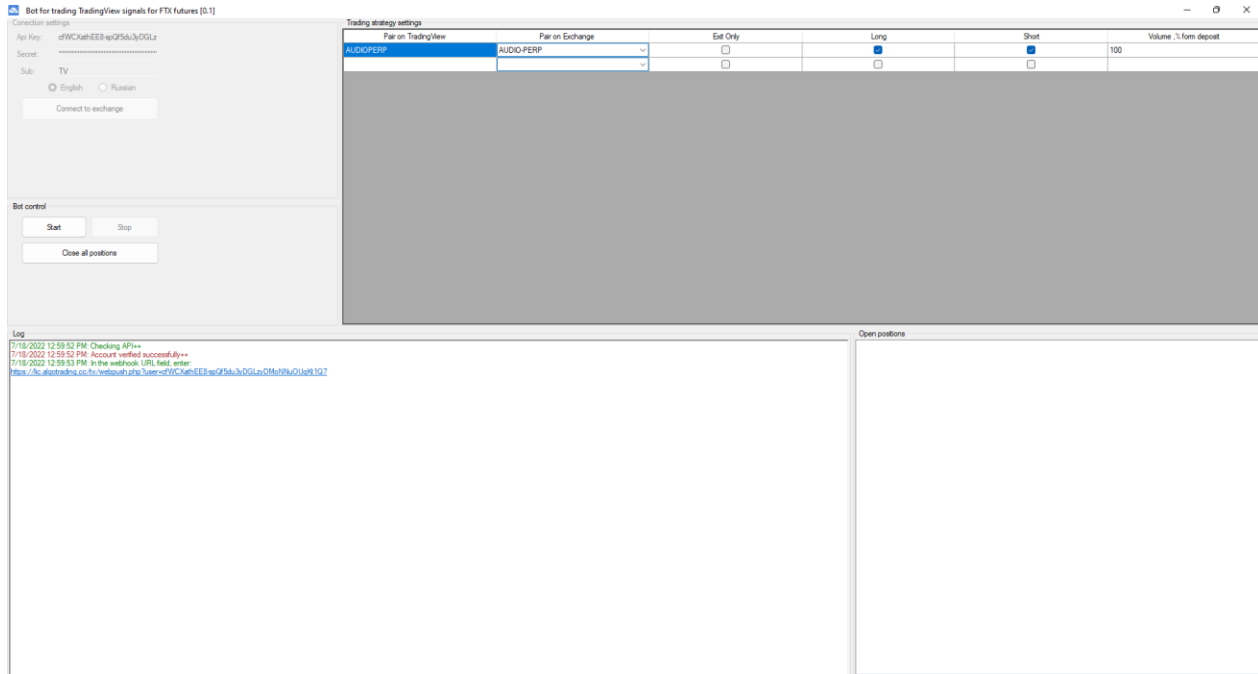 Bot for trading TradingView signals for FTX futures [0.1]
Conection settings
Api Key:
Secret:
Sub: TV
English Russian
Connect to exchange
Bot control
Start Stop
Close all positions
Trading strategy settings
Pair on TradingView Pair on Exchange Exit Only Long Short Volume ,% form deposit
AUDIOPERP AUDIO-PERP 100
Log
7/18/2022 12:59:52 PM: Checking API++
7/18/2022 12:59:52 PM: Account verified successfully++
7/18/2022 12:59:53 PM: In the webhook URL field, enter:
Open positions